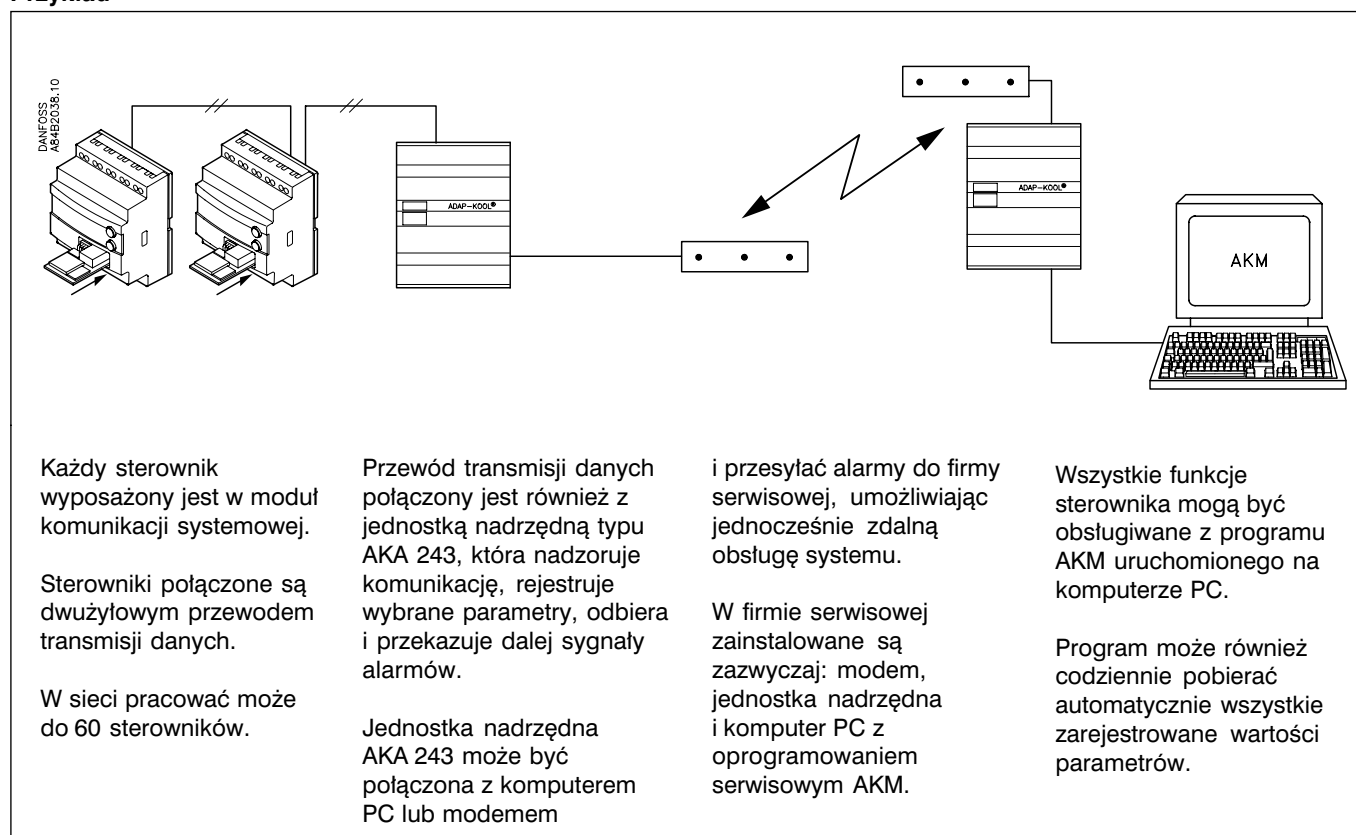 DANFOSS
A84B2038.10
ADAP-KOOL®
ADAP-KOOL®
AKM
Każdy sterownik
wyposażony jest w moduł
komunikacji systemowej.
Sterowniki połączone są
dwużyłowym przewodem
transmisji danych.
W sieci pracować może
do 60 sterowników.
Przewód transmisji danych
połączony jest również z
jednostką nadrzędną typu
AKA 243, która nadzoruje
komunikację, rejestruje
wybrane parametry, odbiera
i przekazuje dalej sygnały
alarmów.
Jednostka nadrzędna
AKA 243 może być
połączona z komputerem
PC lub modemem
i przesyłać alarmy do firmy
serwisowej, umożliwiając
jednocześnie zdalną
obsługę systemu.
W firmie serwisowej
zainstalowane są
zazwyczaj: modem,
jednostka nadrzędna
i komputer PC z
oprogramowaniem
serwisowym AKM.
Wszystkie funkcje
sterownika mogą być
obsługiwane z programu
AKM uruchomionego na
komputerze PC.
Program może również
codziennie pobierać
automatycznie wszystkie
zarejestrowane wartości
parametrów.